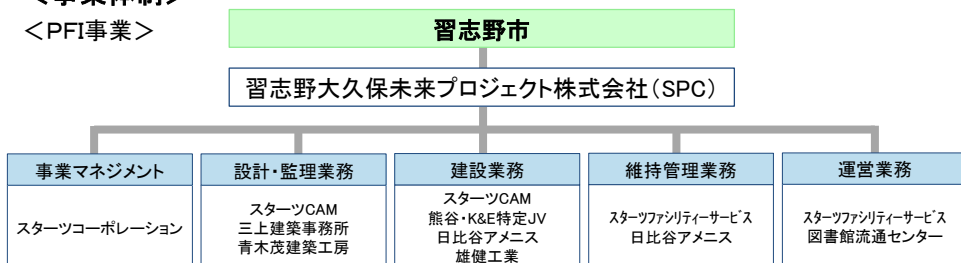 ＜事業体制＞
＜PFI事業＞
習志野市
習志野大久保未来プロジェクト株式会社（SPC）
事業マネジメント
スターツコーポレーション
設計・監理業務
スターツCAM
三上建築事務所
青木茂建築工房
建設業務
スターツCAM
熊谷・K&E特定JV
日比谷アメニス
雄健工業
維持管理業務
スターツファシリティーサービス
日比谷アメニス
運営業務
スターツファシリティーサービス
図書館流通センター